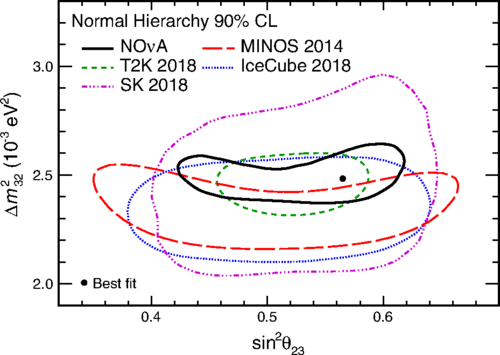 Normal Hierarchy 90% CL
NOνA MINOS 2014
T2K 2018 IceCube 2018
SK 2018
3.0
2.5
2.0
Δm²₃₂ (10⁻³ eV²)
Best fit
0.4 0.5 0.6
sin²θ₂₃